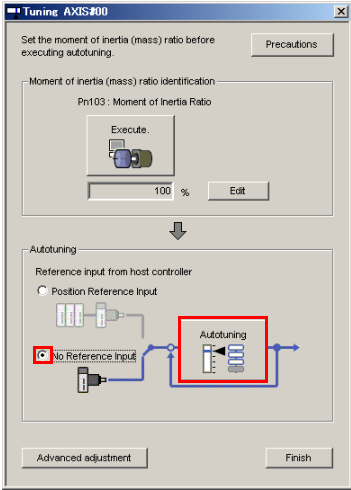 Tuning AXIS#00
Set the moment of inertia (mass) ratio before
executing autotuning.
Precautions
Moment of inertia (mass) ratio identification
Pn103 : Moment of Inertia Ratio
Execute.
100 %
Edit
Autotuning
Reference input from host controller
Position Reference Input
No Reference Input
Autotuning
Advanced adjustment
Finish